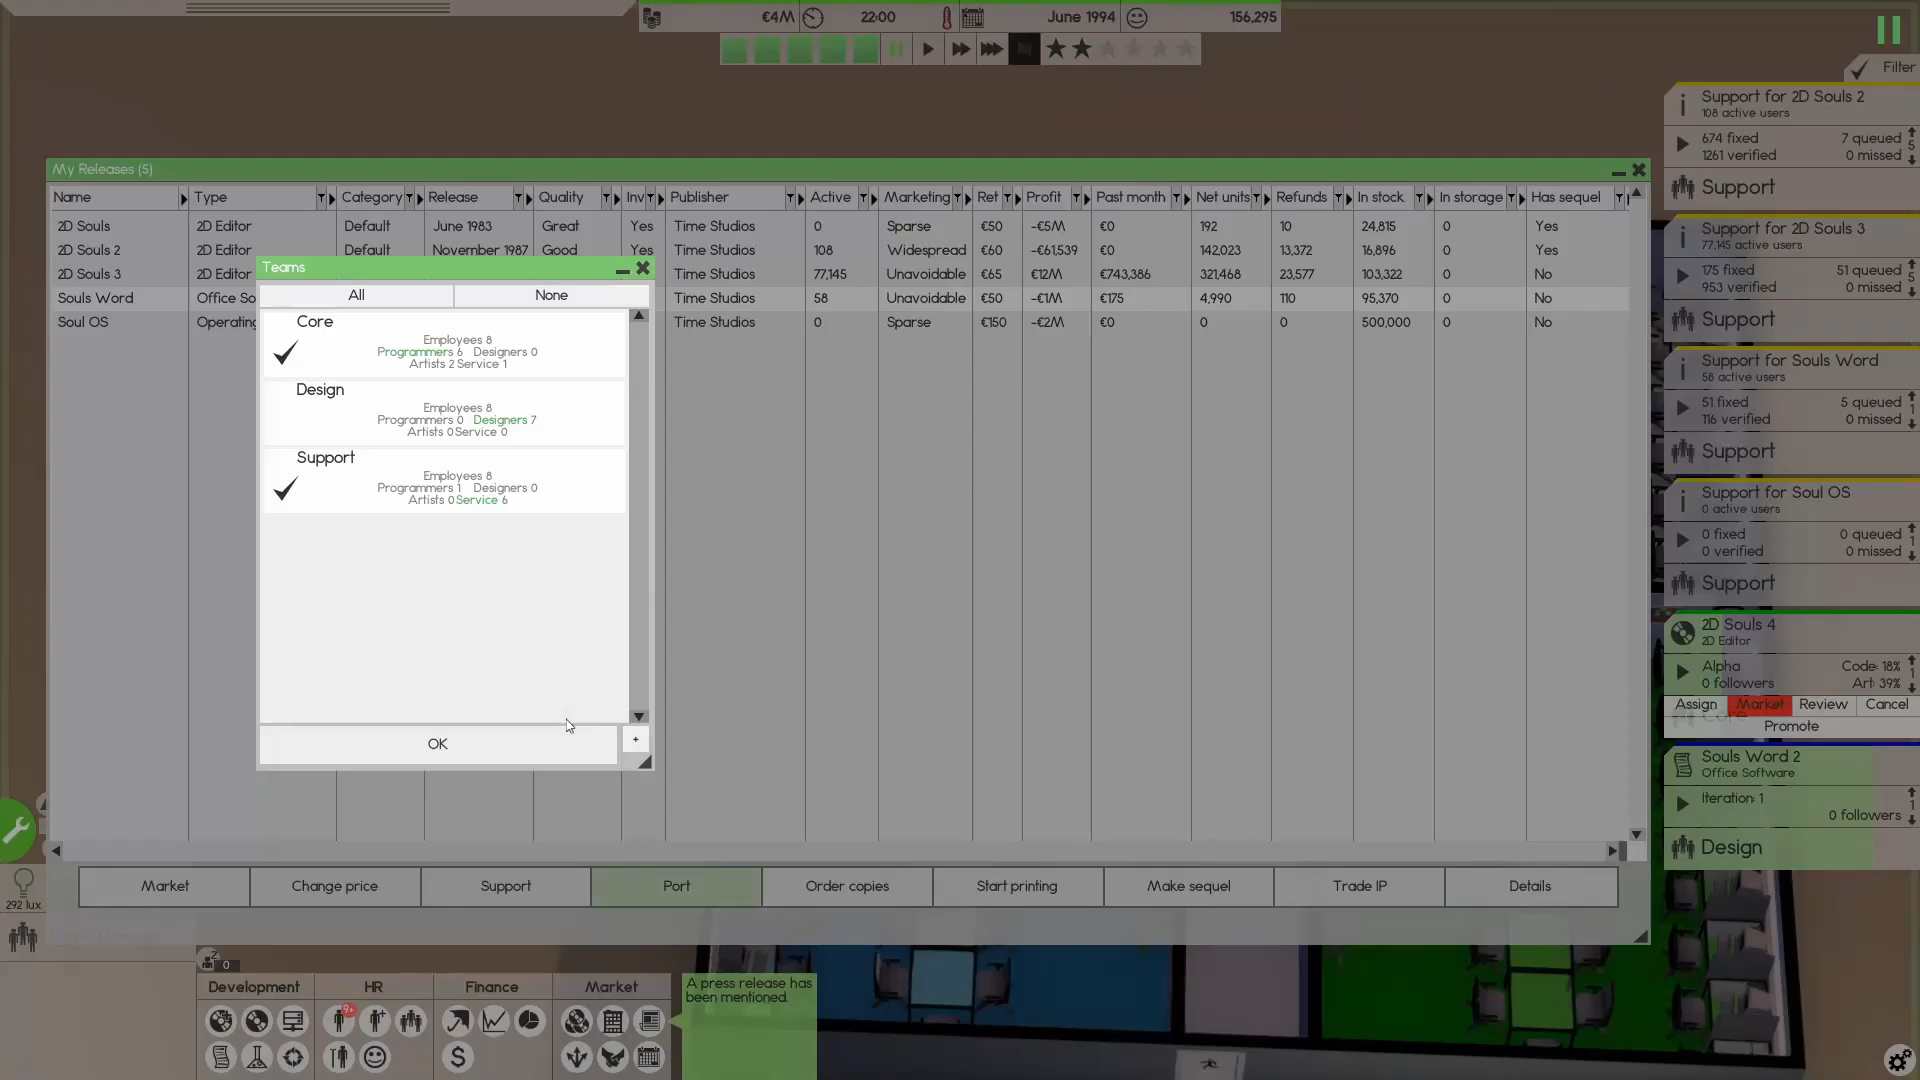 €4M 22:00 June 1994 156,295
Filter
Support for 2D Souls 2
108 active users
674 fixed 7 queued
5
1261 verified 0 missed
Support
Support for 2D Souls 3
77,145 active users
175 fixed 51 queued
5
953 verified 0 missed
Support
Support for Souls Word
58 active users
51 fixed 5 queued
1
116 verified 0 missed
Support
Support for Soul OS
0 active users
0 fixed 0 queued
1
0 verified 0 missed
Support
2D Souls 4
2D Editor
Alpha Code: 18%
1
0 followers Art: 39%
Assign Market Review Cancel
Promote
Souls Word 2
Office Software
Iteration: 1
1
0 followers
Design
My Releases (5)
Name Type Category Release Quality Inv Publisher Active Marketing Ret Profit Past month Net units Refunds In stock In storage Has sequel
2D Souls 2D Editor Default June 1983 Great Yes Time Studios 0 Sparse €50 -€5M €0 192 10 24,815 0 Yes
2D Souls 2 2D Editor Default November 1987 Good Yes Time Studios 108 Widespread €60 -€61,539 €0 142,023 13,372 16,896 0 Yes
2D Souls 3 2D Editor Time Studios 77,145 Unavoidable €65 €12M €743,386 321,468 23,577 103,322 0 No
Souls Word Office So Time Studios 58 Unavoidable €50 -€1M €175 4,990 110 95,370 0 No
Soul OS Operating Time Studios 0 Sparse €150 -€2M €0 0 0 500,000 0 No
Teams
All None
Core
Employees 8
Programmers 6 Designers 0
Artists 2 Service 1
Design
Employees 8
Programmers 0 Designers 7
Artists 0 Service 0
Support
Employees 8
Programmers 1 Designers 0
Artists 0 Service 6
OK +
Market Change price Support Port Order copies Start printing Make sequel Trade IP Details
292 lux
0
Development HR Finance Market
9+
A press release has
been mentioned.